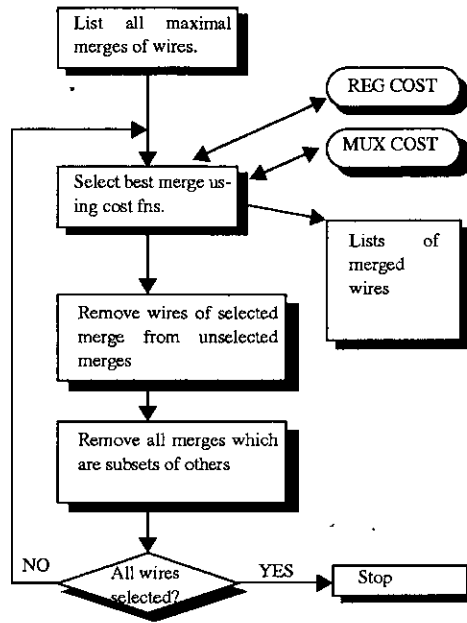 List all maximal
merges of wires.
REG COST
MUX COST
Select best merge us-
ing cost fns.
Lists of
merged
wires
Remove wires of selected
merge from unselected
merges
Remove all merges which
are subsets of others
NO
All wires
selected?
YES
Stop